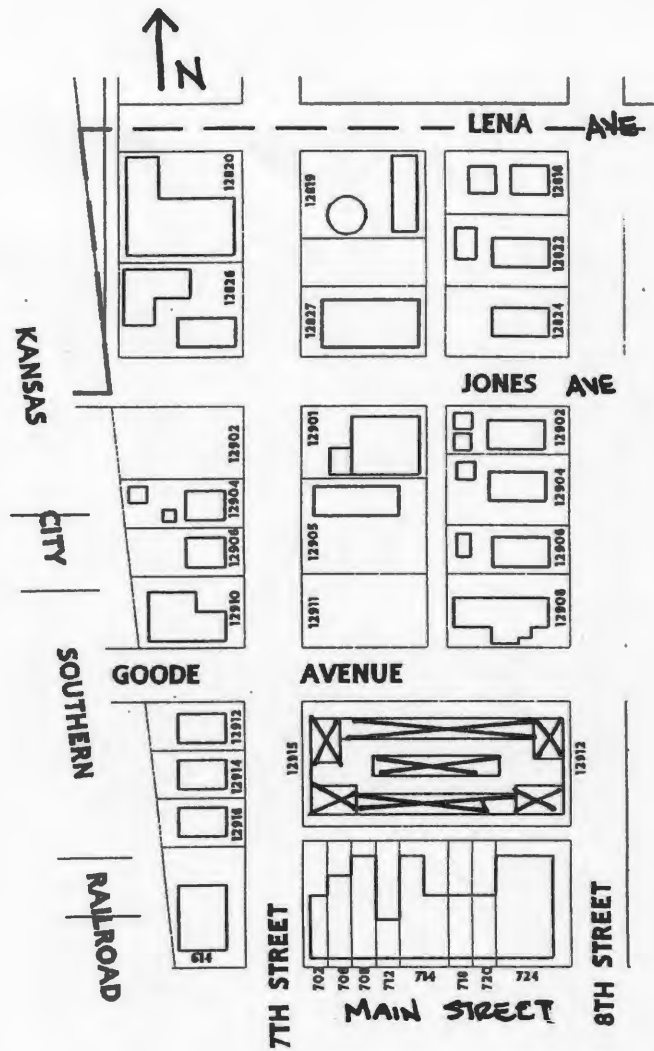 N
LENA AVE
12820
12819
12818
12822
12826
12827
12824
KANSAS
JONES AVE
12902
12901
12902
12904
12904
CITY
12905
12906
12906
12910
12911
12908
SOUTHERN
GOODE AVENUE
12912
12915
12912
12914
12916
RAILROAD
614
7TH STREET
702 706 708 712 714 718 720 724
8TH STREET
MAIN STREET